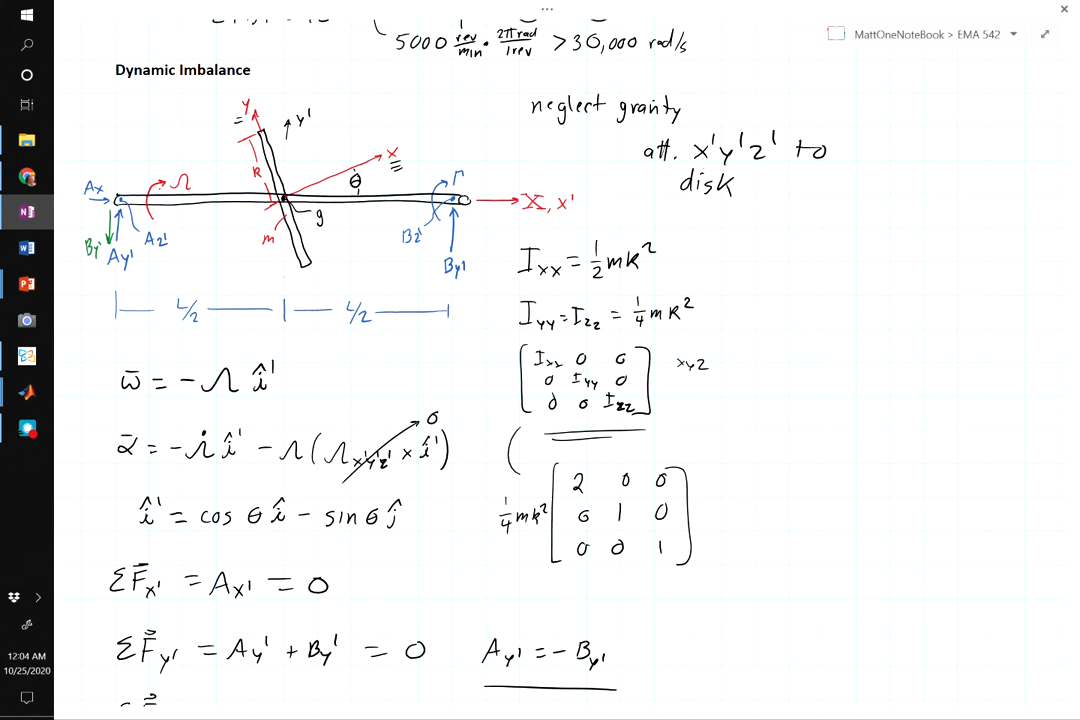 5000 rev/min · 2π rad/1 rev > 30,000 rad/s
MattOneNoteBook > EMA 542
Dynamic Imbalance
neglect gravity
att. x'y'z' to
disk
y
y'
R
x
θ
Ax
Ω
Γ
X, x'
g
m
By'
Ay'
Az'
Bz'
By'
L/2
L/2
Ixx = 1/2 mR²
Iyy = Izz = 1/4 mR²
[Ixx 0 0
0 Iyy 0
0 0 Izz] xyz
ω̄ = -Ω î'
ᾱ = -Ω̇ î' - Ω(Ωx'y'z' × î') 0
î' = cos θ î - sin θ ĵ
1/4 mR² [2 0 0
0 1 0
0 0 1]
ΣF̄x' = Ax' = 0
ΣF̄y' = Ay' + By' = 0
Ay' = -By'
12:04 AM
10/25/2020